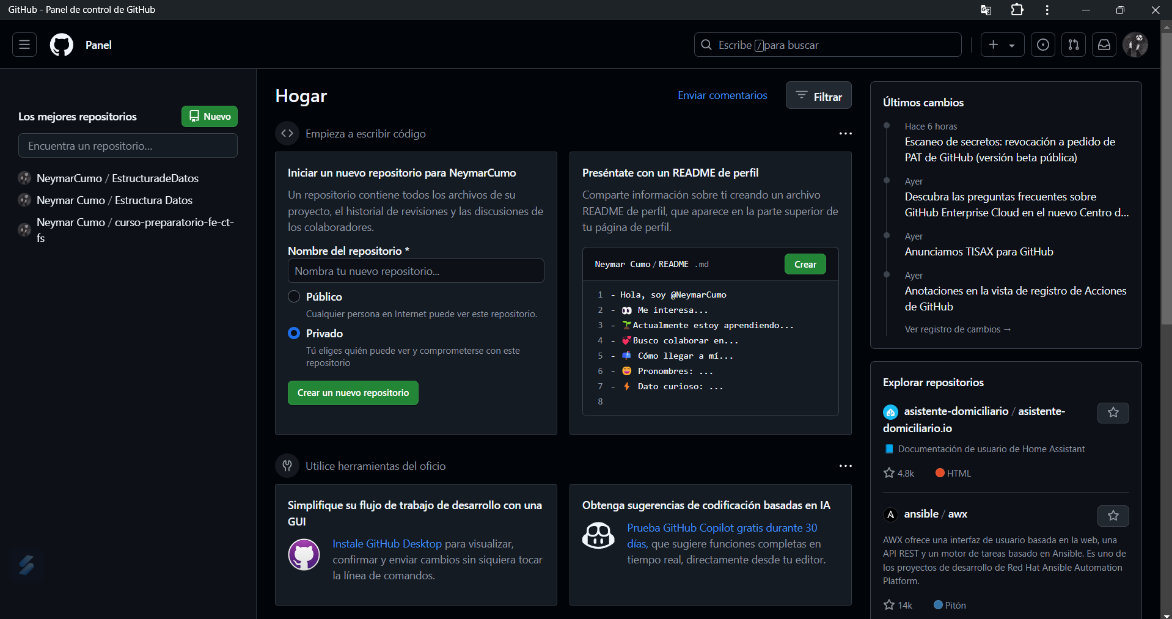 GitHub - Panel de control de GitHub
Panel
Escribe / para buscar
Los mejores repositorios
Nuevo
Encuentra un repositorio...
NeymarCumo / EstructuradeDatos
Neymar Cumo / Estructura Datos
Neymar Cumo / curso-preparatorio-fe-ct-
fs
Hogar
Enviar comentarios
Filtrar
Empieza a escribir código
Iniciar un nuevo repositorio para NeymarCumo
Un repositorio contiene todos los archivos de su
proyecto, el historial de revisiones y las discusiones de
los colaboradores.
Nombre del repositorio *
Nombra tu nuevo repositorio...
Público
Cualquier persona en Internet puede ver este repositorio.
Privado
Tú eliges quién puede ver y comprometerse con este
repositorio
Crear un nuevo repositorio
Preséntate con un README de perfil
Comparte información sobre ti creando un archivo
README de perfil, que aparece en la parte superior de
tu página de perfil.
Neymar Cumo / README .md
Crear
1 - Hola, soy @NeymarCumo
2 - 👀 Me interesa...
3 - 🌱Actualmente estoy aprendiendo...
4 - 💞Busco colaborar en...
5 - 📫 Cómo llegar a mí...
6 - 😄 Pronombres: ...
7 - ⚡ Dato curioso: ...
8
Utilice herramientas del oficio
Simplifique su flujo de trabajo de desarrollo con una
GUI
Instale GitHub Desktop para visualizar,
confirmar y enviar cambios sin siquiera tocar
la línea de comandos.
Obtenga sugerencias de codificación basadas en IA
Prueba GitHub Copilot gratis durante 30
días, que sugiere funciones completas en
tiempo real, directamente desde tu editor.
Últimos cambios
Hace 6 horas
Escaneo de secretos: revocación a pedido de
PAT de GitHub (versión beta pública)
Ayer
Descubra las preguntas frecuentes sobre
GitHub Enterprise Cloud en el nuevo Centro d...
Ayer
Anunciamos TISAX para GitHub
Ayer
Anotaciones en la vista de registro de Acciones
de GitHub
Ver registro de cambios →
Explorar repositorios
asistente-domiciliario / asistente-
domiciliario.io
Documentación de usuario de Home Assistant
4.8k
HTML
A
ansible / awx
AWX ofrece una interfaz de usuario basada en la web, una
API REST y un motor de tareas basado en Ansible. Es uno de
los proyectos de desarrollo de Red Hat Ansible Automation
Platform.
14k
Pitón